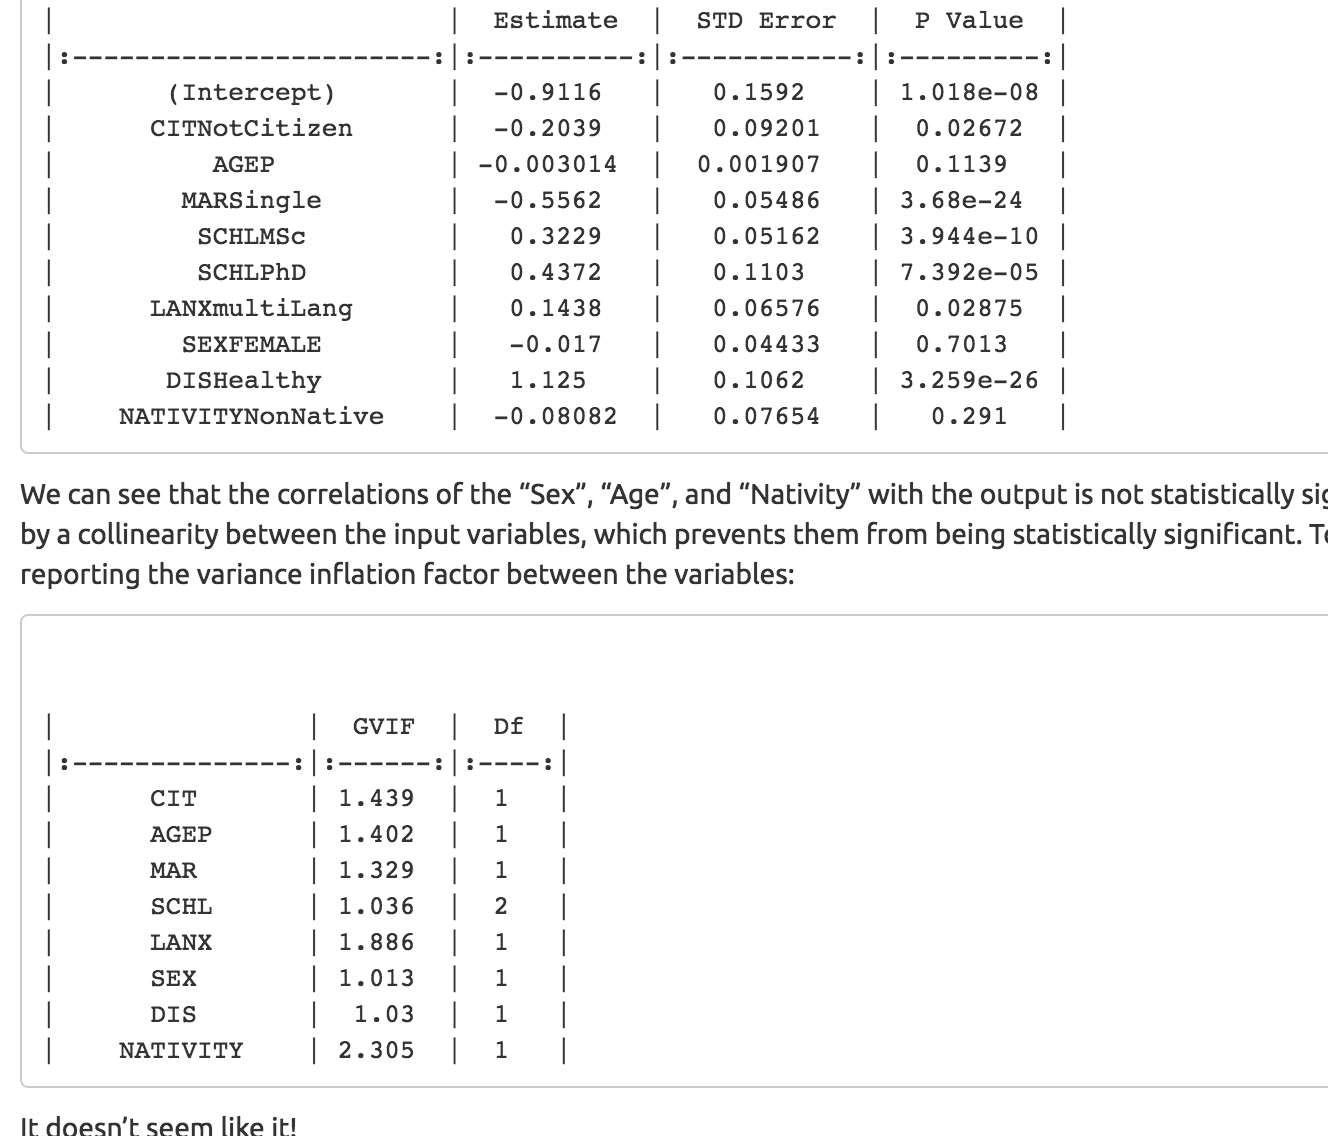 | | Estimate | STD Error | P Value |
|:-----------------------:|:----------:|:-----------:|:---------:|
| (Intercept) | -0.9116 | 0.1592 | 1.018e-08 |
| CITNotCitizen | -0.2039 | 0.09201 | 0.02672 |
| AGEP | -0.003014 | 0.001907 | 0.1139 |
| MARSingle | -0.5562 | 0.05486 | 3.68e-24 |
| SCHLMSc | 0.3229 | 0.05162 | 3.944e-10 |
| SCHLPhD | 0.4372 | 0.1103 | 7.392e-05 |
| LANXmultiLang | 0.1438 | 0.06576 | 0.02875 |
| SEXFEMALE | -0.017 | 0.04433 | 0.7013 |
| DISHealthy | 1.125 | 0.1062 | 3.259e-26 |
| NATIVITYNonNative | -0.08082 | 0.07654 | 0.291 |
We can see that the correlations of the “Sex”, “Age”, and “Nativity” with the output is not statistically
by a collinearity between the input variables, which prevents them from being statistically significant.
reporting the variance inflation factor between the variables:
| | GVIF | Df |
|:--------------:|:------:|:----:|
| CIT | 1.439 | 1 |
| AGEP | 1.402 | 1 |
| MAR | 1.329 | 1 |
| SCHL | 1.036 | 2 |
| LANX | 1.886 | 1 |
| SEX | 1.013 | 1 |
| DIS | 1.03 | 1 |
| NATIVITY | 2.305 | 1 |
It doesn’t seem like it!